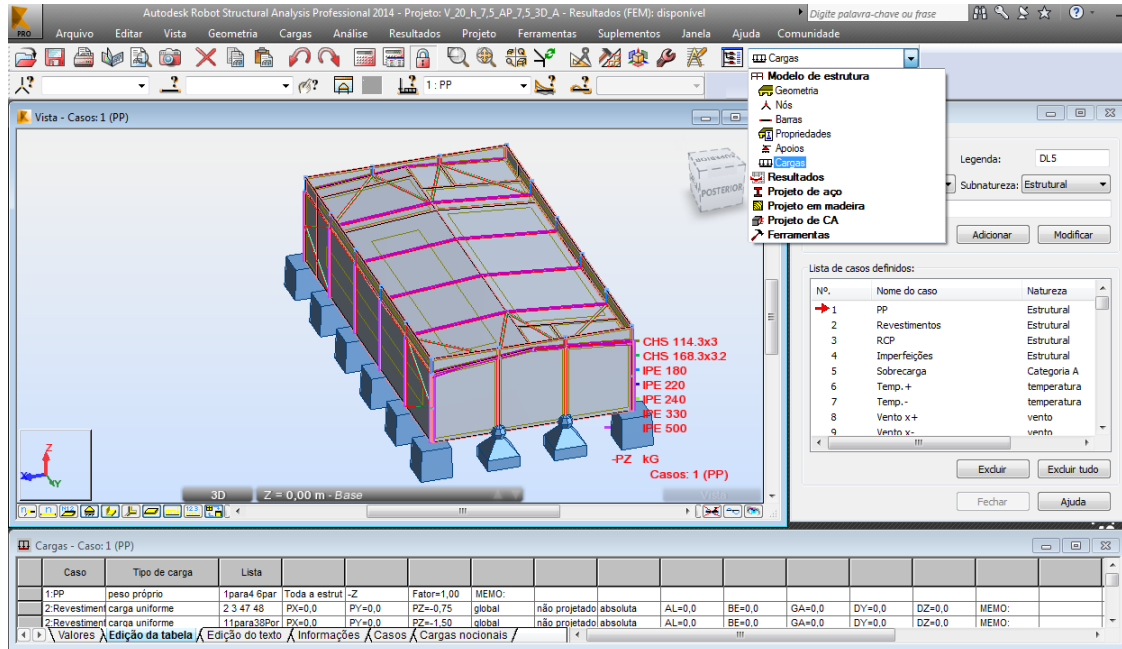 Autodesk Robot Structural Analysis Professional 2014 - Projeto: V_20_h_7,5_AP_7,5_3D_A - Resultados (FEM): disponível
Digite palavra-chave ou frase
PRO
Arquivo Editar Vista Geometria Cargas Análise Resultados Projeto Ferramentas Suplementos Janela Ajuda Comunidade
Cargas
1 : PP
Modelo de estrutura
Geometria
Nós
Barras
Propriedades
Apoios
Cargas
Resultados
Projeto de aço
Projeto em madeira
Projeto de CA
Ferramentas
Vista - Casos: 1 (PP)
POSTERIOR
CHS 114.3x3
CHS 168.3x3.2
IPE 180
IPE 220
IPE 240
IPE 330
IPE 500
-PZ kG
Casos: 1 (PP)
Z
X
Y
3D
Z = 0,00 m - Base
Vista
Legenda: DL5
Subnatureza: Estrutural
Adicionar Modificar
Lista de casos definidos:
Nº. Nome do caso Natureza
1 PP Estrutural
2 Revestimentos Estrutural
3 RCP Estrutural
4 Imperfeições Estrutural
5 Sobrecarga Categoria A
6 Temp.+ temperatura
7 Temp.- temperatura
8 Vento x+ vento
9 Vento x- vento
Excluir Excluir tudo
Fechar Ajuda
Cargas - Caso: 1 (PP)
Caso Tipo de carga Lista
1:PP peso próprio 1para4 6par Toda a estrut -Z Fator=1,00 MEMO:
2:Revestiment carga uniforme 2 3 47 48 PX=0,0 PY=0,0 PZ=-0,75 global não projetado absoluta AL=0,0 BE=0,0 GA=0,0 DY=0,0 DZ=0,0 MEMO:
2:Revestiment carga uniforme 11para38Por PX=0,0 PY=0,0 PZ=-1,50 global não projetado absoluta AL=0,0 BE=0,0 GA=0,0 DY=0,0 DZ=0,0 MEMO:
Valores Edição da tabela Edição do texto Informações Casos Cargas nocionais